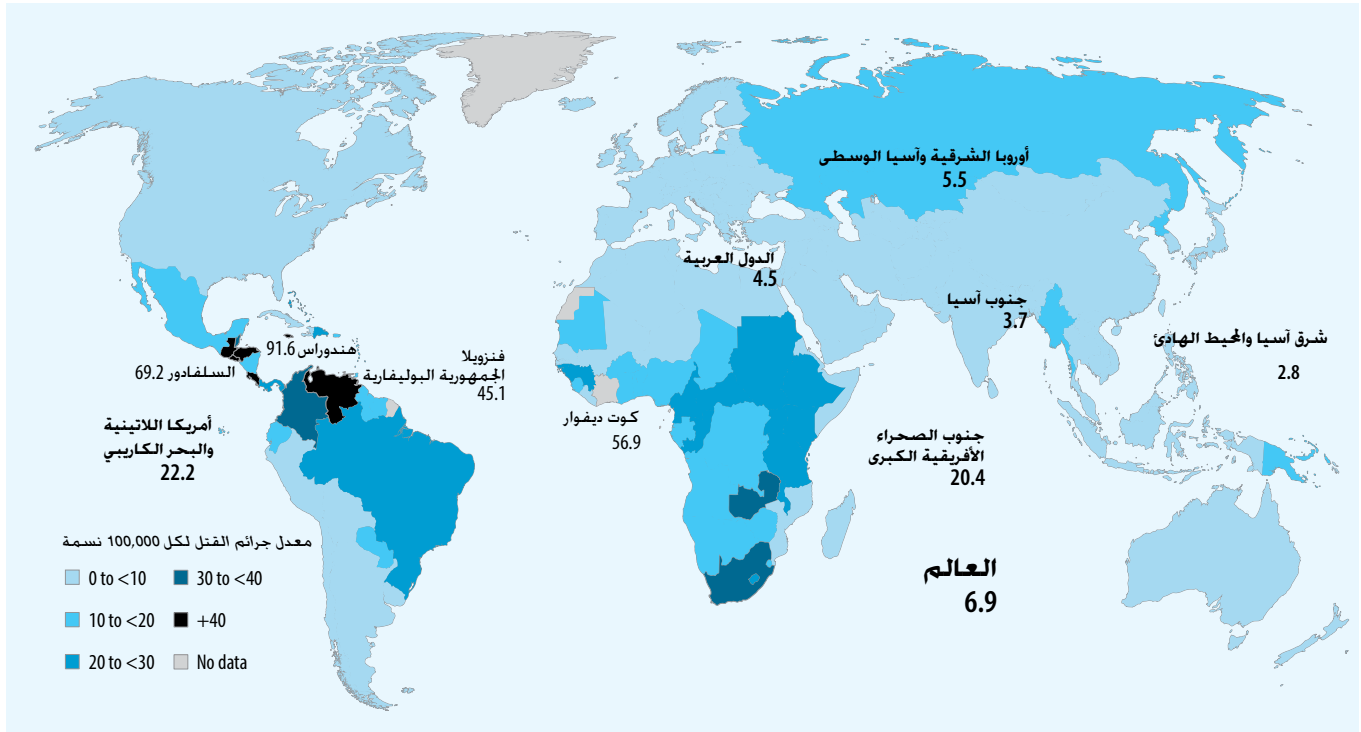 أوروبا الشرقية وآسيا الوسطى
5.5
الدول العربية
4.5
جنوب آسيا
3.7
شرق آسيا والمحيط الهادئ
2.8
هندوراس 91.6
السلفادور 69.2
فنزويلا
الجمهورية البوليفارية
45.1
كوت ديفوار
56.9
أمريكا اللاتينية
والبحر الكاريبي
22.2
جنوب الصحراء
الأفريقية الكبرى
20.4
العالم
6.9
معدل جرائم القتل لكل 100,000 نسمة
0 to <10
10 to <20
20 to <30
30 to <40
+40
No data